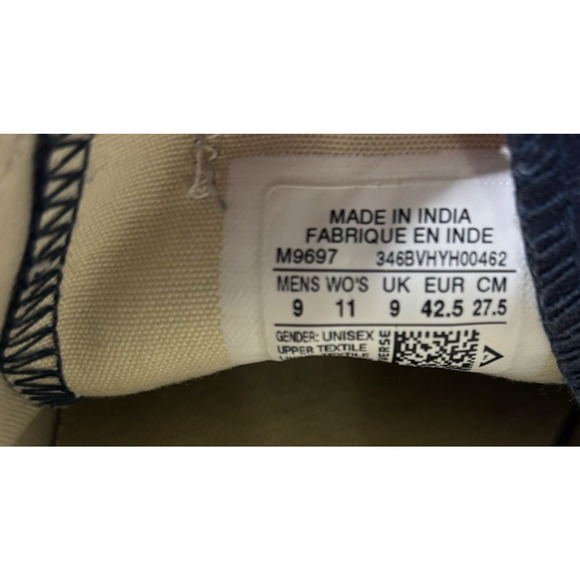 MADE IN INDIA
FABRIQUE EN INDE
M9697 346BVHYH00462
MENS WO'S UK EUR CM
9 11 9 42.5 27.5
GENDER: UNISEX
UPPER TEXTILE